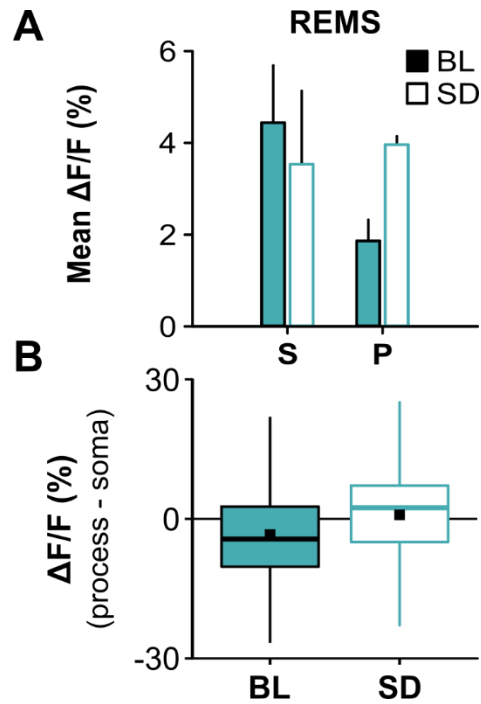 A
REMS
BL
SD
Mean ΔF/F (%)
6
4
2
0
S P
B
ΔF/F (%)
(process - soma)
30
0
-30
BL SD